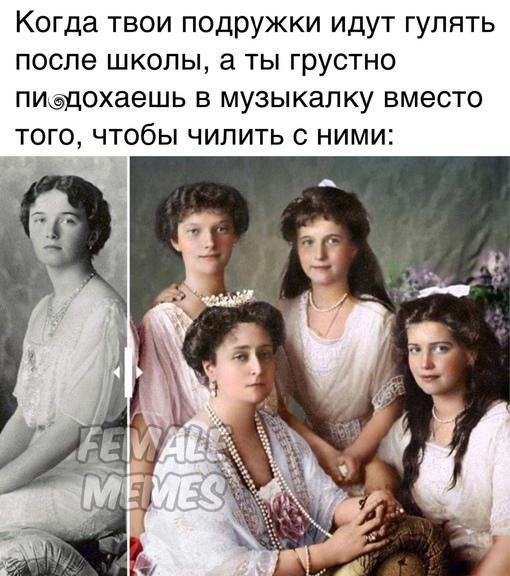 Когда твои подружки идут гулять
после школы, а ты грустно
пи дохаешь в музыкалку вместо
того, чтобы чилить с ними:
FEMALE
MEMES